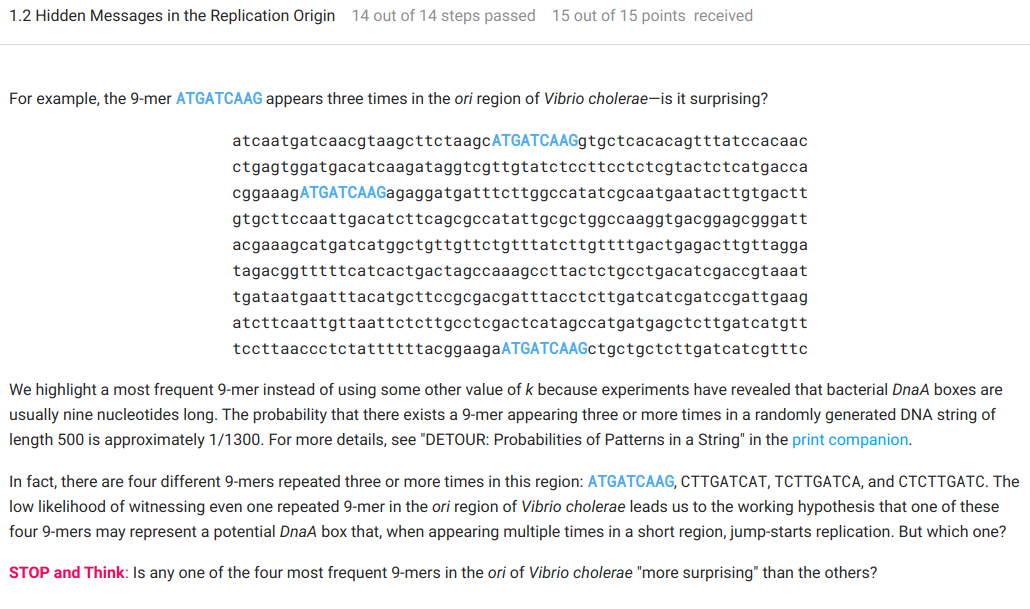 1.2 Hidden Messages in the Replication Origin 14 out of 14 steps passed 15 out of 15 points received
For example, the 9-mer ATGATCAAG appears three times in the ori region of Vibrio cholerae—is it surprising?
atcaatgatcaacgtaagcttctaagcATGATCAAGgtgctcacacagtttatccacaac
ctgagtggatgacatcaagataggtcgttgtatctccttcctctcgtactctcatgacca
cggaaagATGATCAAGagaggatgatttcttggccatatcgcaatgaatacttgtgactt
gtgcttccaattgacatcttcagcgccatattgcgctggccaaggtgacggagcgggatt
acgaaagcatgatcatggctgttgttctgtttatcttgttttgactgagacttgttagga
tagacggtttttcatcactgactagccaaagccttactctgcctgacatcgaccgtaaat
tgataatgaatttacatgcttccgcgacgatttacctcttgatcatcgatccgattgaag
atcttcaattgttaattctcttgcctcgactcatagccatgatgagctcttgatcatgtt
tccttaaccctctattttttacggaagaATGATCAAGctgctgctcttgatcatcgtttc
We highlight a most frequent 9-mer instead of using some other value of k because experiments have revealed that bacterial DnaA boxes are
usually nine nucleotides long. The probability that there exists a 9-mer appearing three or more times in a randomly generated DNA string of
length 500 is approximately 1/1300. For more details, see "DETOUR: Probabilities of Patterns in a String" in the print companion.
In fact, there are four different 9-mers repeated three or more times in this region: ATGATCAAG, CTTGATCAT, TCTTGATCA, and CTCTTGATC. The
low likelihood of witnessing even one repeated 9-mer in the ori region of Vibrio cholerae leads us to the working hypothesis that one of these
four 9-mers may represent a potential DnaA box that, when appearing multiple times in a short region, jump-starts replication. But which one?
STOP and Think: Is any one of the four most frequent 9-mers in the ori of Vibrio cholerae "more surprising" than the others?